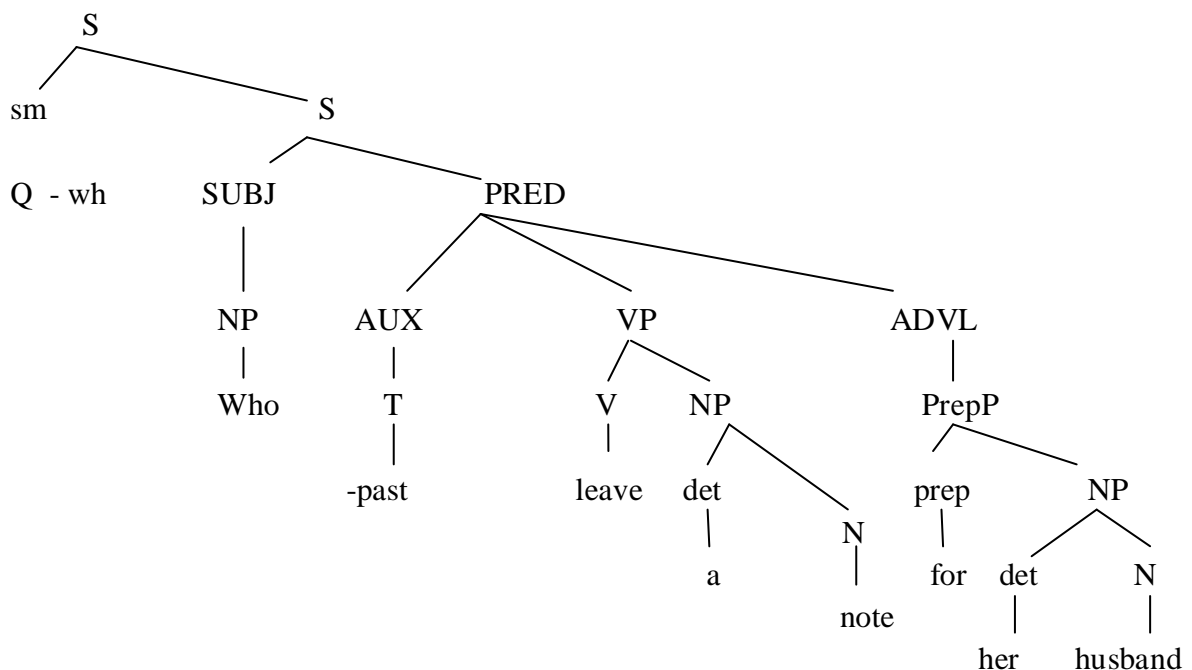 S
sm S
Q - wh SUBJ PRED
NP AUX VP ADVL
Who T V NP PrepP
-past leave det prep NP
N
a for det N
note
her husband